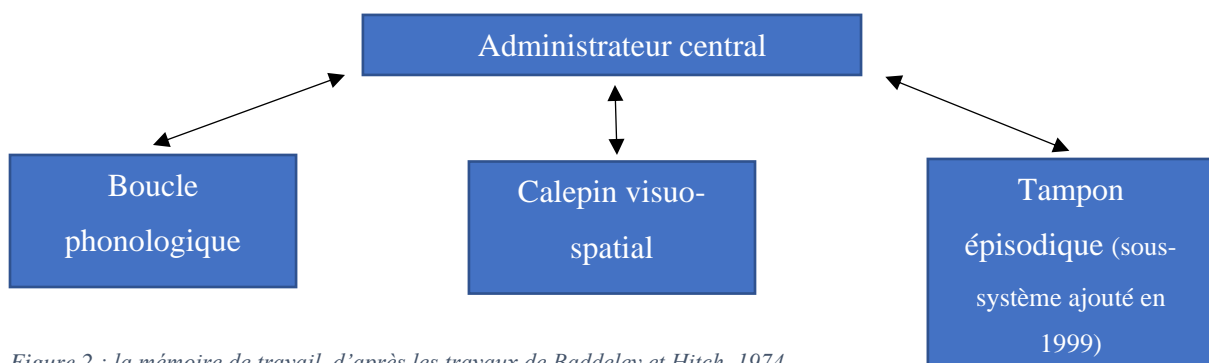 Administrateur central
Boucle
phonologique
Calepin visuo-
spatial
Tampon
épisodique (sous-
système ajouté en
1999)
Figure 2 : la mémoire de travail, d'après les travaux de Baddeley et Hitch, 1974